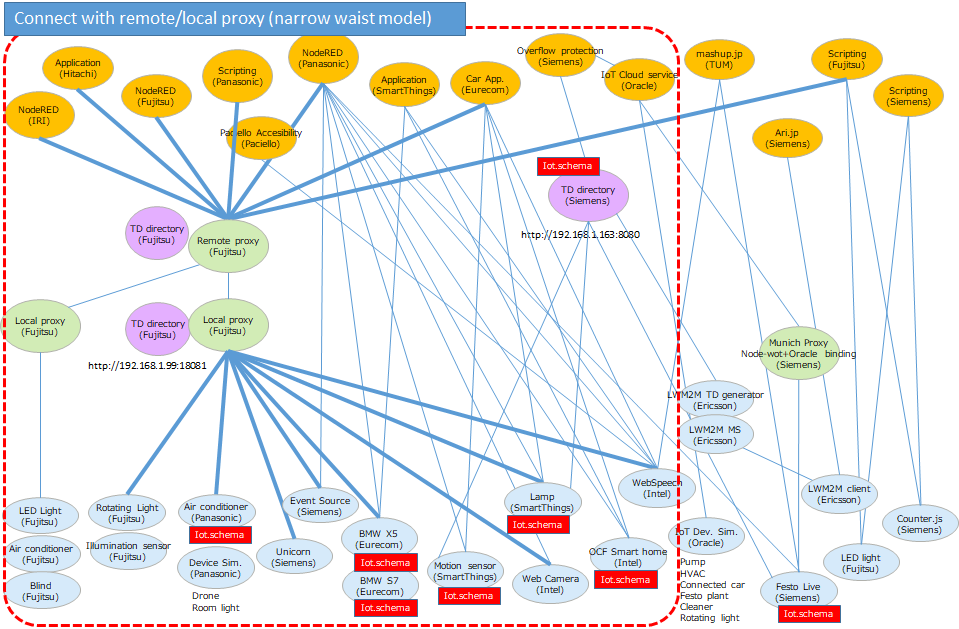 Connect with remote/local proxy (narrow waist model)
Application
(Hitachi)
NodeRED
(Fujitsu)
Scripting
(Panasonic)
NodeRED
(Panasonic)
Application
(SmartThings)
Car App.
(Eurecom)
Overflow protection
(Siemens)
IoT Cloud service
(Oracle)
mashup.jp
(TUM)
Scripting
(Fujitsu)
Scripting
(Siemens)
NodeRED
(IRI)
Paciello Accesibility
(Paciello)
Ari.jp
(Siemens)
Iot.schema
TD directory
(Siemens)
http://192.168.1.163:8080
TD directory
(Fujitsu)
Remote proxy
(Fujitsu)
Local proxy
(Fujitsu)
TD directory
(Fujitsu)
Local proxy
(Fujitsu)
http://192.168.1.99:18081
Munich Proxy
Node-wot+Oracle binding
(Siemens)
LWM2M TD generator
(Ericsson)
LWM2M MS
(Ericsson)
WebSpeech
(Intel)
LWM2M client
(Ericsson)
Counter.js
(Siemens)
LED Light
(Fujitsu)
Rotating Light
(Fujitsu)
Air conditioner
(Panasonic)
Iot.schema
Event Source
(Siemens)
Lamp
(SmartThings)
Iot.schema
BMW X5
(Eurecom)
Iot.schema
IoT Dev. Sim.
(Oracle)
Pump
HVAC
Connected car
Festo plant
Cleaner
Rotating light
Air conditioner
(Fujitsu)
Illumination sensor
(Fujitsu)
Device Sim.
(Panasonic)
Drone
Room light
Unicorn
(Siemens)
BMW S7
(Eurecom)
Iot.schema
Motion sensor
(SmartThings)
Iot.schema
Web Camera
(Intel)
OCF Smart home
(Intel)
Iot.schema
LED light
(Fujitsu)
Festo Live
(Siemens)
Iot.schema
Blind
(Fujitsu)